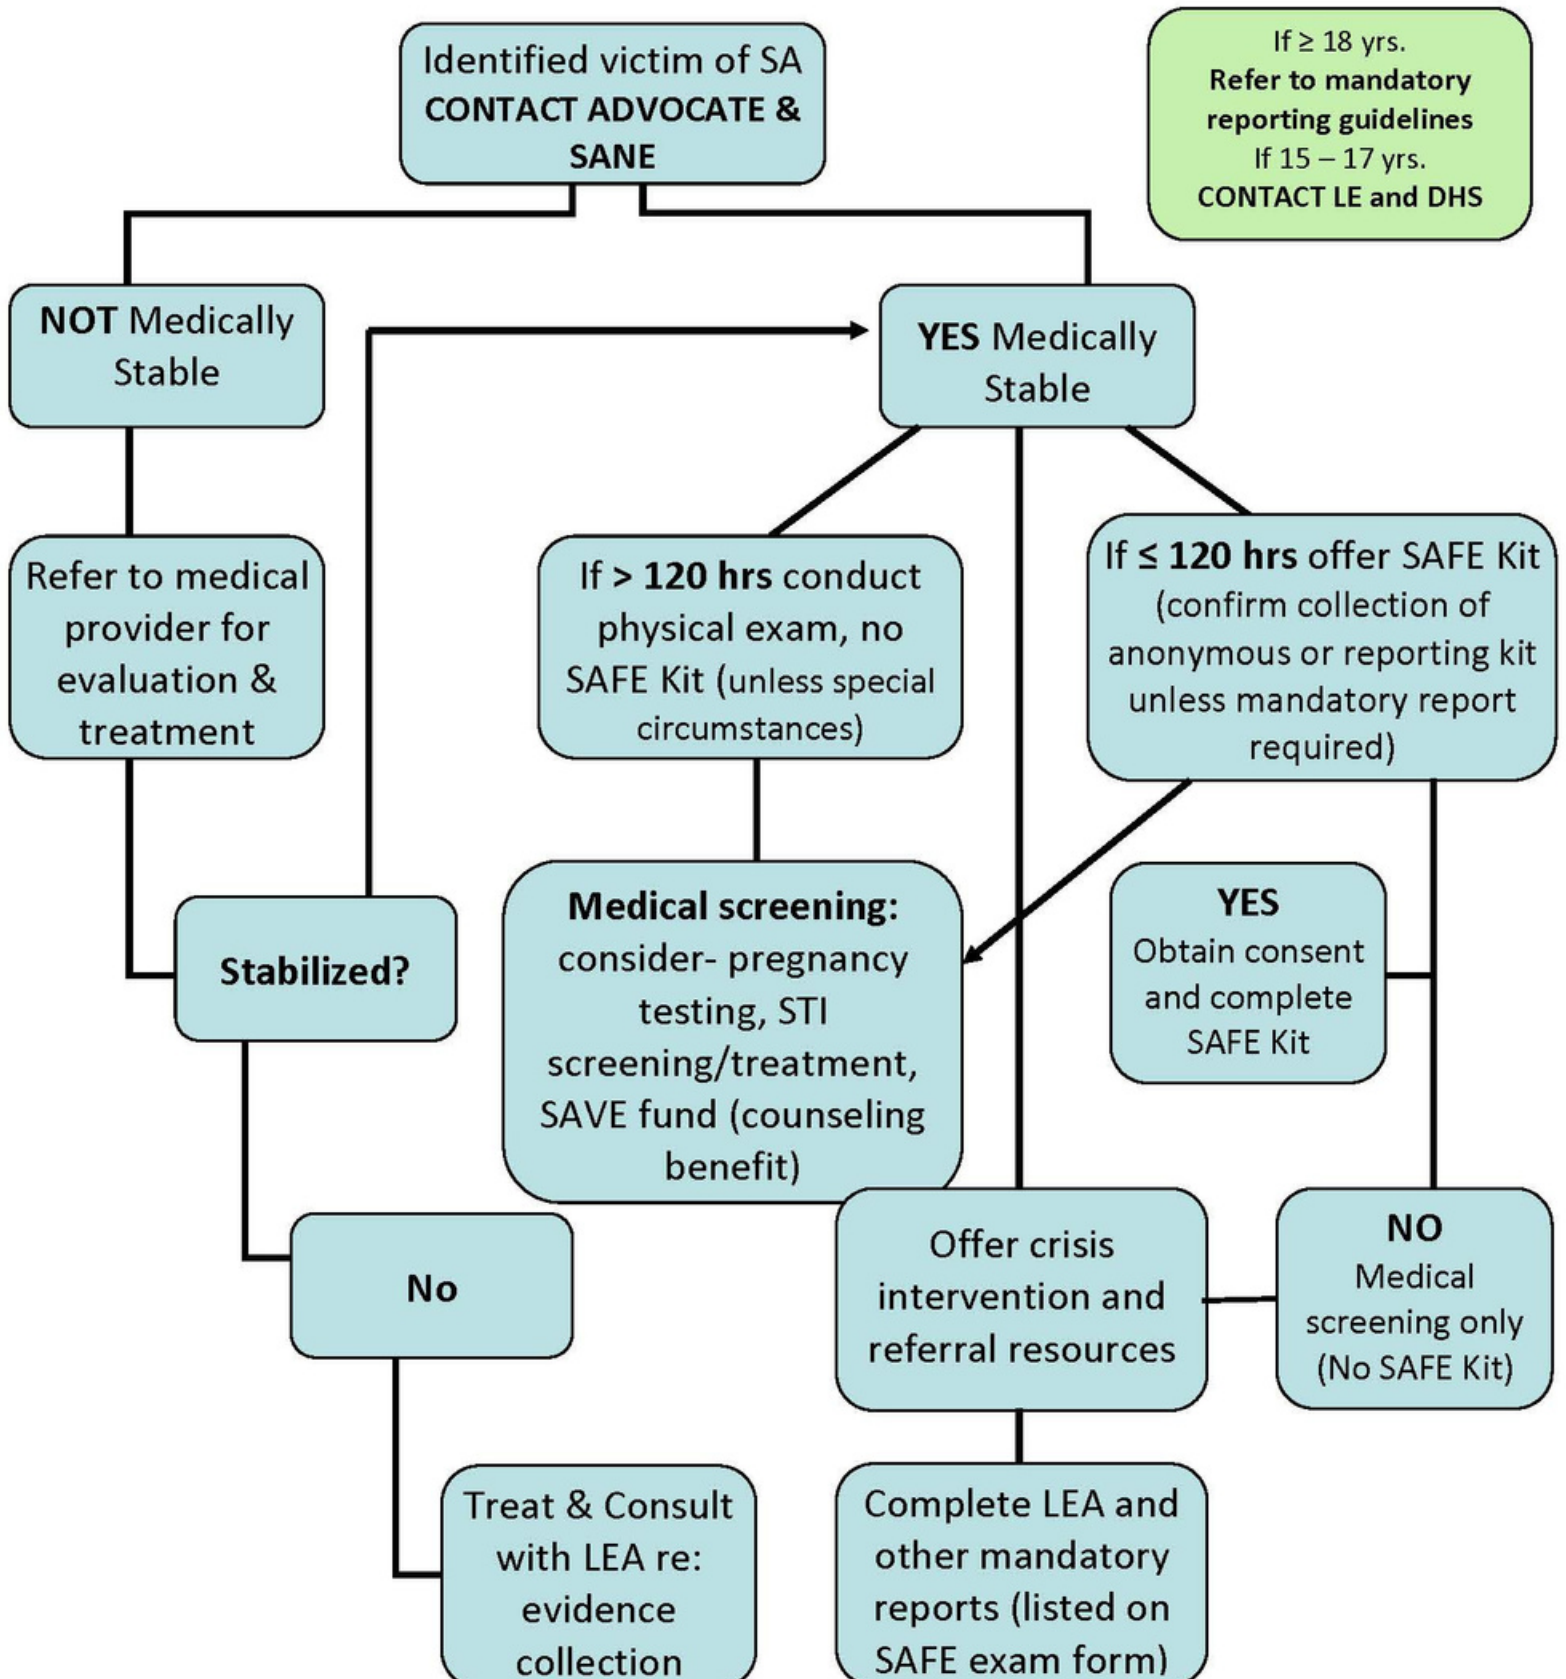 Identified victim of SA
CONTACT ADVOCATE &
SANE
If ≥ 18 yrs.
Refer to mandatory
reporting guidelines
If 15 – 17 yrs.
CONTACT LE and DHS
NOT Medically
Stable
YES Medically
Stable
Refer to medical
provider for
evaluation &
treatment
If > 120 hrs conduct
physical exam, no
SAFE Kit (unless special
circumstances)
If ≤ 120 hrs offer SAFE Kit
(confirm collection of
anonymous or reporting kit
unless mandatory report
required)
Stabilized?
Medical screening:
consider- pregnancy
testing, STI
screening/treatment,
SAVE fund (counseling
benefit)
YES
Obtain consent
and complete
SAFE Kit
No
Offer crisis
intervention and
referral resources
NO
Medical
screening only
(No SAFE Kit)
Treat & Consult
with LEA re:
evidence
collection
Complete LEA and
other mandatory
reports (listed on
SAFE exam form)